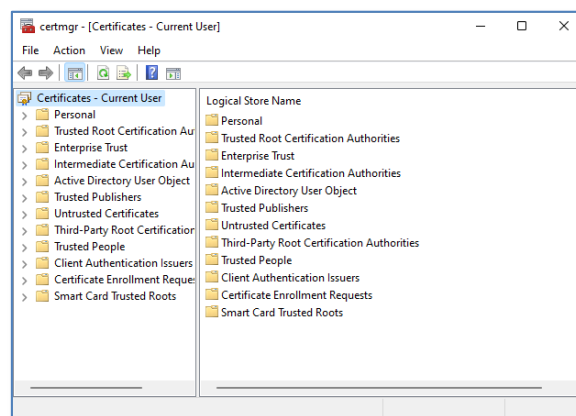 certmgr - [Certificates - Current User]
File Action View Help
Certificates - Current User
Personal
Trusted Root Certification Au
Enterprise Trust
Intermediate Certification Au
Active Directory User Object
Trusted Publishers
Untrusted Certificates
Third-Party Root Certification
Trusted People
Client Authentication Issuers
Certificate Enrollment Reques
Smart Card Trusted Roots
Logical Store Name
Personal
Trusted Root Certification Authorities
Enterprise Trust
Intermediate Certification Authorities
Active Directory User Object
Trusted Publishers
Untrusted Certificates
Third-Party Root Certification Authorities
Trusted People
Client Authentication Issuers
Certificate Enrollment Requests
Smart Card Trusted Roots